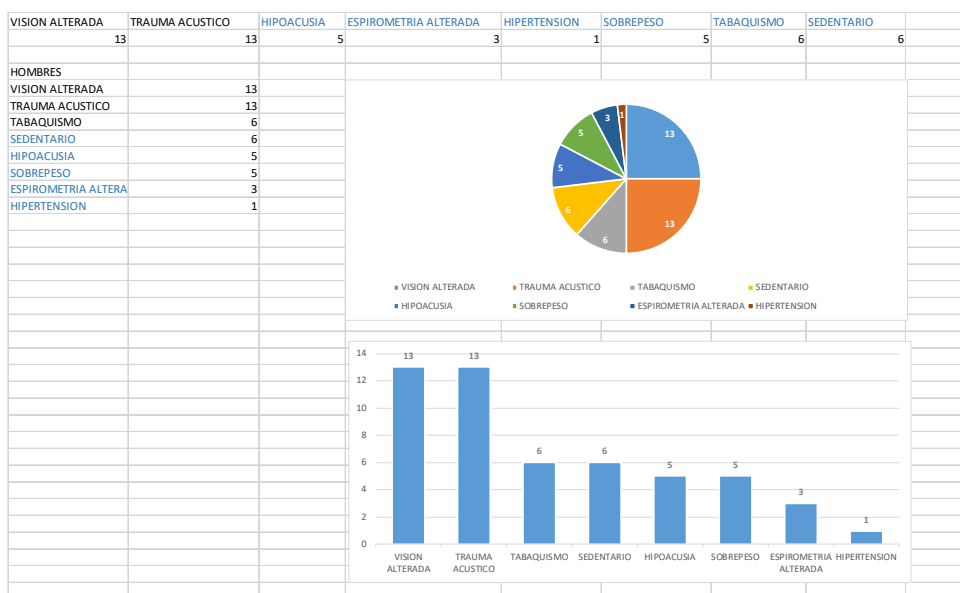 VISION ALTERADA TRAUMA ACUSTICO HIPOACUSIA ESPIROMETRIA ALTERADA HIPERTENSION SOBREPESO TABAQUISMO SEDENTARIO
13 13 5 3 1 5 6 6
HOMBRES
VISION ALTERADA 13
TRAUMA ACUSTICO 13
TABAQUISMO 6
SEDENTARIO 6
HIPOACUSIA 5
SOBREPESO 5
ESPIROMETRIA ALTERA 3
HIPERTENSION 1
13
13
6
6
5
5
3
1
VISION ALTERADA TRAUMA ACUSTICO TABAQUISMO SEDENTARIO
HIPOACUSIA SOBREPESO ESPIROMETRIA ALTERADA HIPERTENSION
14
12
10
8
6
4
2
0
13 13 6 6 5 5 3 1
VISION TRAUMA TABAQUISMO SEDENTARIO HIPOACUSIA SOBREPESO ESPIROMETRIA HIPERTENSION
ALTERADA ACUSTICO ALTERADA